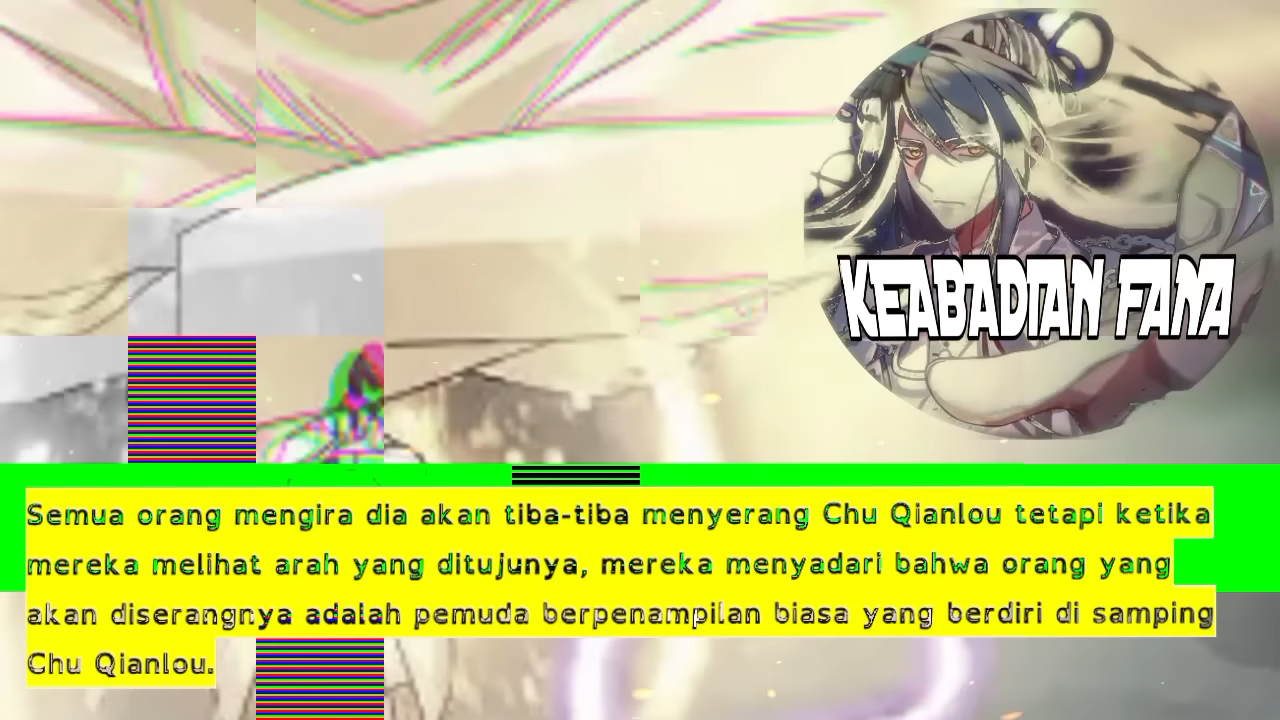 KEABADIAN FANA
Semua orang mengira dia akan tiba-tiba menyerang Chu Qianlou tetapi ketika
mereka melihat arah yang ditujunya, mereka menyadari bahwa orang yang
akan diserangnya adalah pemuda berpenampilan biasa yang berdiri di samping
Chu Qianlou.